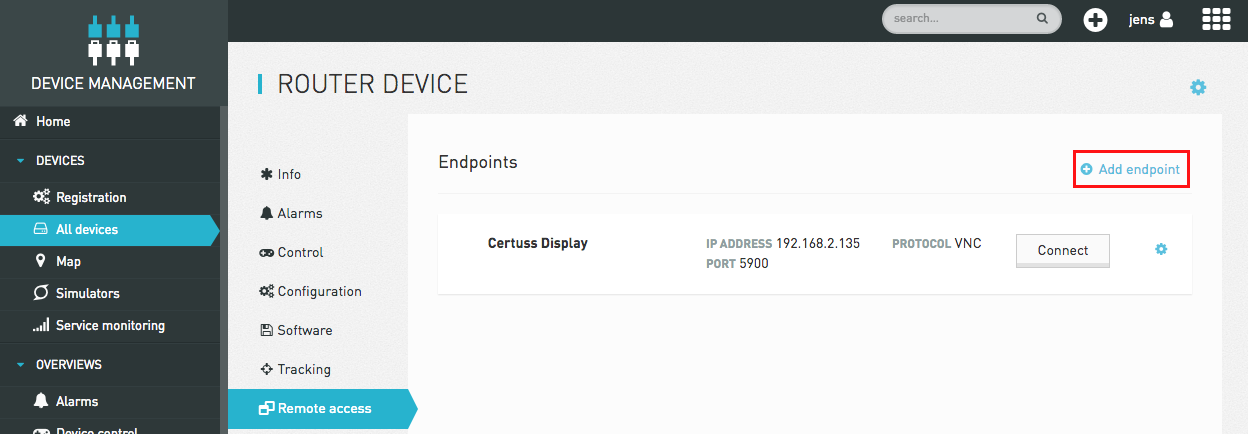 search...
jens
DEVICE MANAGEMENT
Home
DEVICES
Registration
All devices
Map
Simulators
Service monitoring
OVERVIEWS
Alarms
Device control
ROUTER DEVICE
Info
Alarms
Control
Configuration
Software
Tracking
Remote access
Endpoints
Add endpoint
Certuss Display
IP ADDRESS 192.168.2.135
PORT 5900
PROTOCOL VNC
Connect